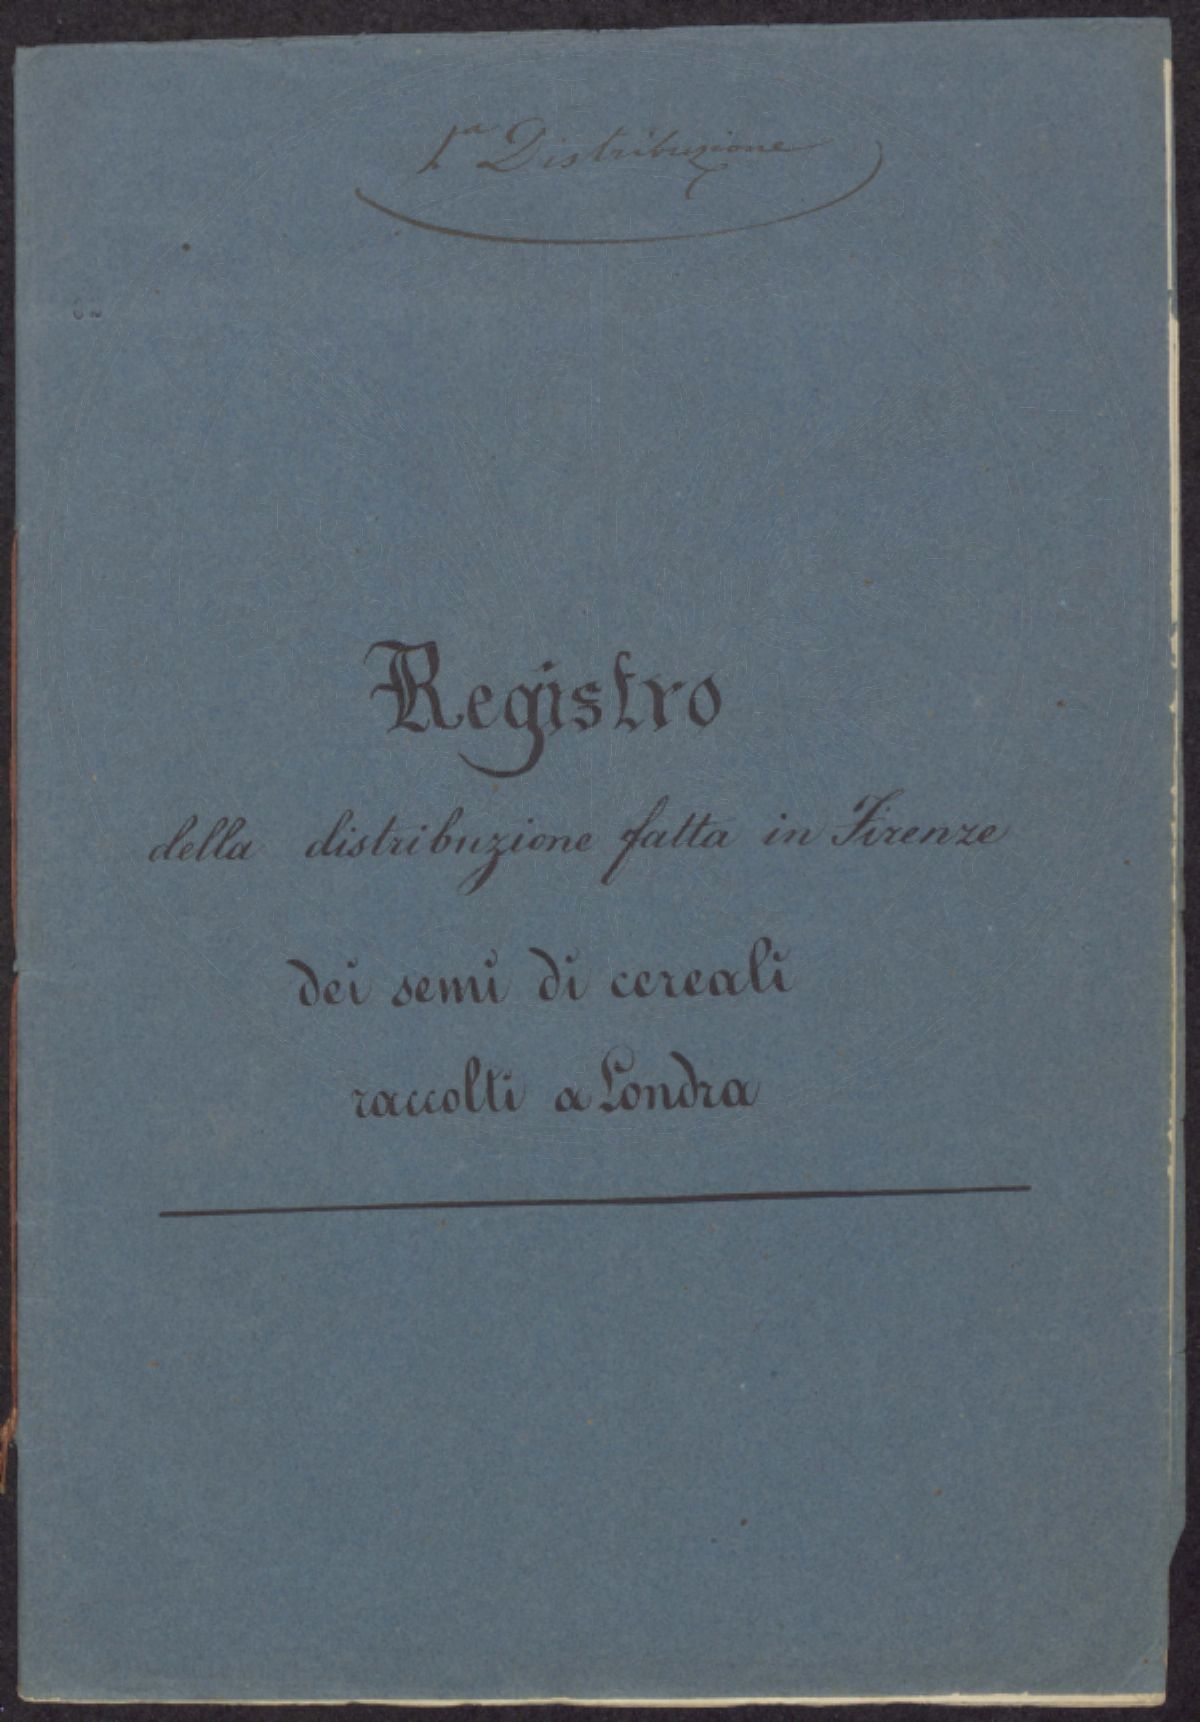 1ª Distribuzione
Registro
della distribuzione fatta in Firenze
dei semi di cereali
raccolti a Londra